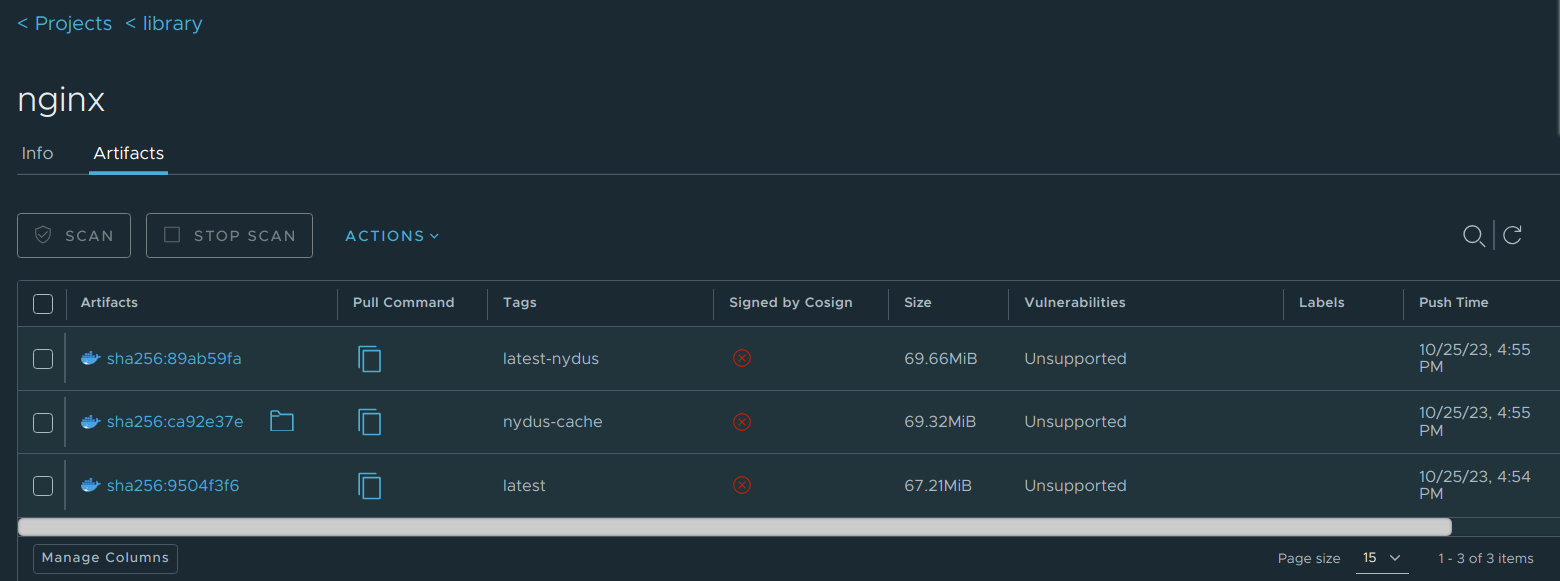 < Projects < library
nginx
Info Artifacts
SCAN STOP SCAN ACTIONS
Artifacts Pull Command Tags Signed by Cosign Size Vulnerabilities Labels Push Time
sha256:89ab59fa latest-nydus 69.66MiB Unsupported 10/25/23, 4:55
PM
sha256:ca92e37e nydus-cache 69.32MiB Unsupported 10/25/23, 4:55
PM
sha256:9504f3f6 latest 67.21MiB Unsupported 10/25/23, 4:54
PM
Manage Columns Page size 15 1 - 3 of 3 items